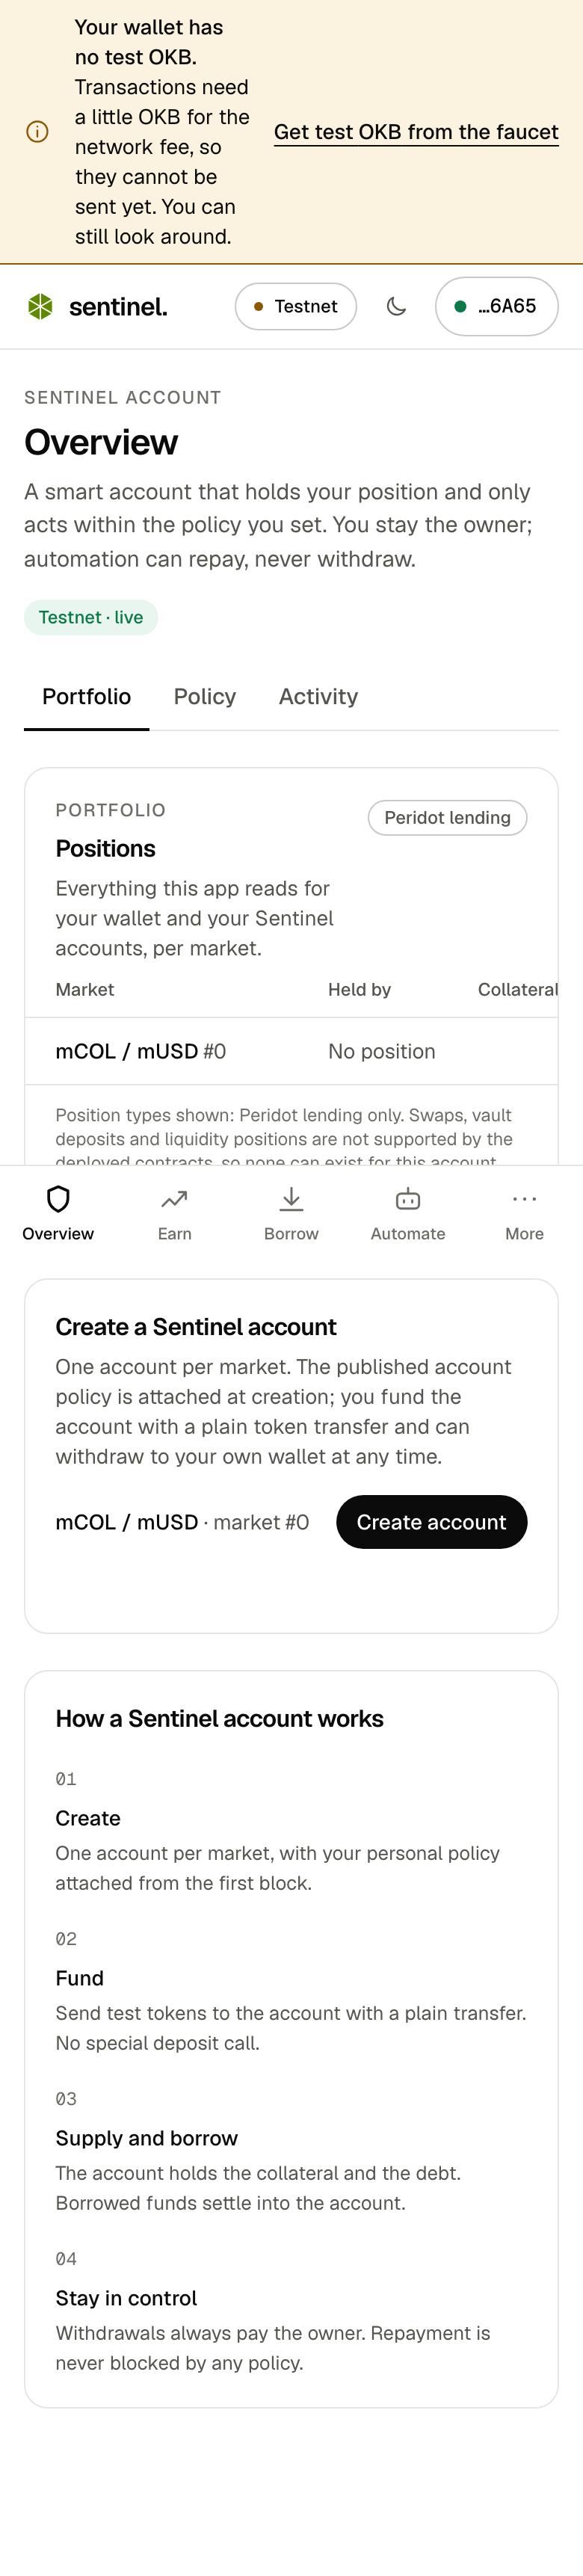 Your wallet has
no test OKB.
Transactions need
a little OKB for the
network fee, so
they cannot be
sent yet. You can
still look around.
Get test OKB from the faucet
sentinel.
Testnet
...6A65
SENTINEL ACCOUNT
Overview
A smart account that holds your position and only
acts within the policy you set. You stay the owner;
automation can repay, never withdraw.
Testnet · live
Portfolio Policy Activity
PORTFOLIO
Peridot lending
Positions
Everything this app reads for
your wallet and your Sentinel
accounts, per market.
Market Held by Collateral
mCOL / mUSD #0 No position
Position types shown: Peridot lending only. Swaps, vault
deposits and liquidity positions are not supported by the
deployed contracts, so none can exist for this account.
Overview Earn Borrow Automate More
Create a Sentinel account
One account per market. The published account
policy is attached at creation; you fund the
account with a plain token transfer and can
withdraw to your own wallet at any time.
mCOL / mUSD · market #0 Create account
How a Sentinel account works
01
Create
One account per market, with your personal policy
attached from the first block.
02
Fund
Send test tokens to the account with a plain transfer.
No special deposit call.
03
Supply and borrow
The account holds the collateral and the debt.
Borrowed funds settle into the account.
04
Stay in control
Withdrawals always pay the owner. Repayment is
never blocked by any policy.